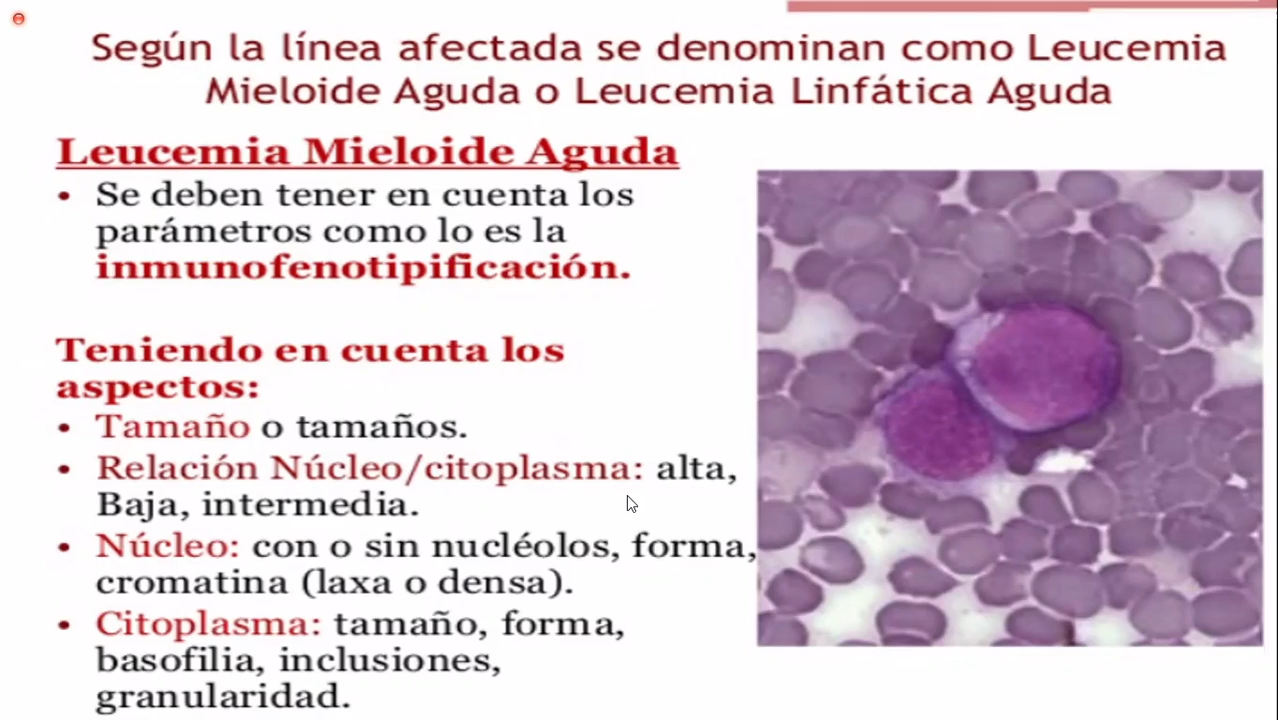 Según la línea afectada se denominan como Leucemia
Mieloide Aguda o Leucemia Linfática Aguda
Leucemia Mieloide Aguda
• Se deben tener en cuenta los
parámetros como lo es la
inmunofenotipificación.
Teniendo en cuenta los
aspectos:
• Tamaño o tamaños.
• Relación Núcleo/citoplasma: alta,
Baja, intermedia.
• Núcleo: con o sin nucléolos, forma,
cromatina (laxa o densa).
• Citoplasma: tamaño, forma,
basofilia, inclusiones,
granularidad.